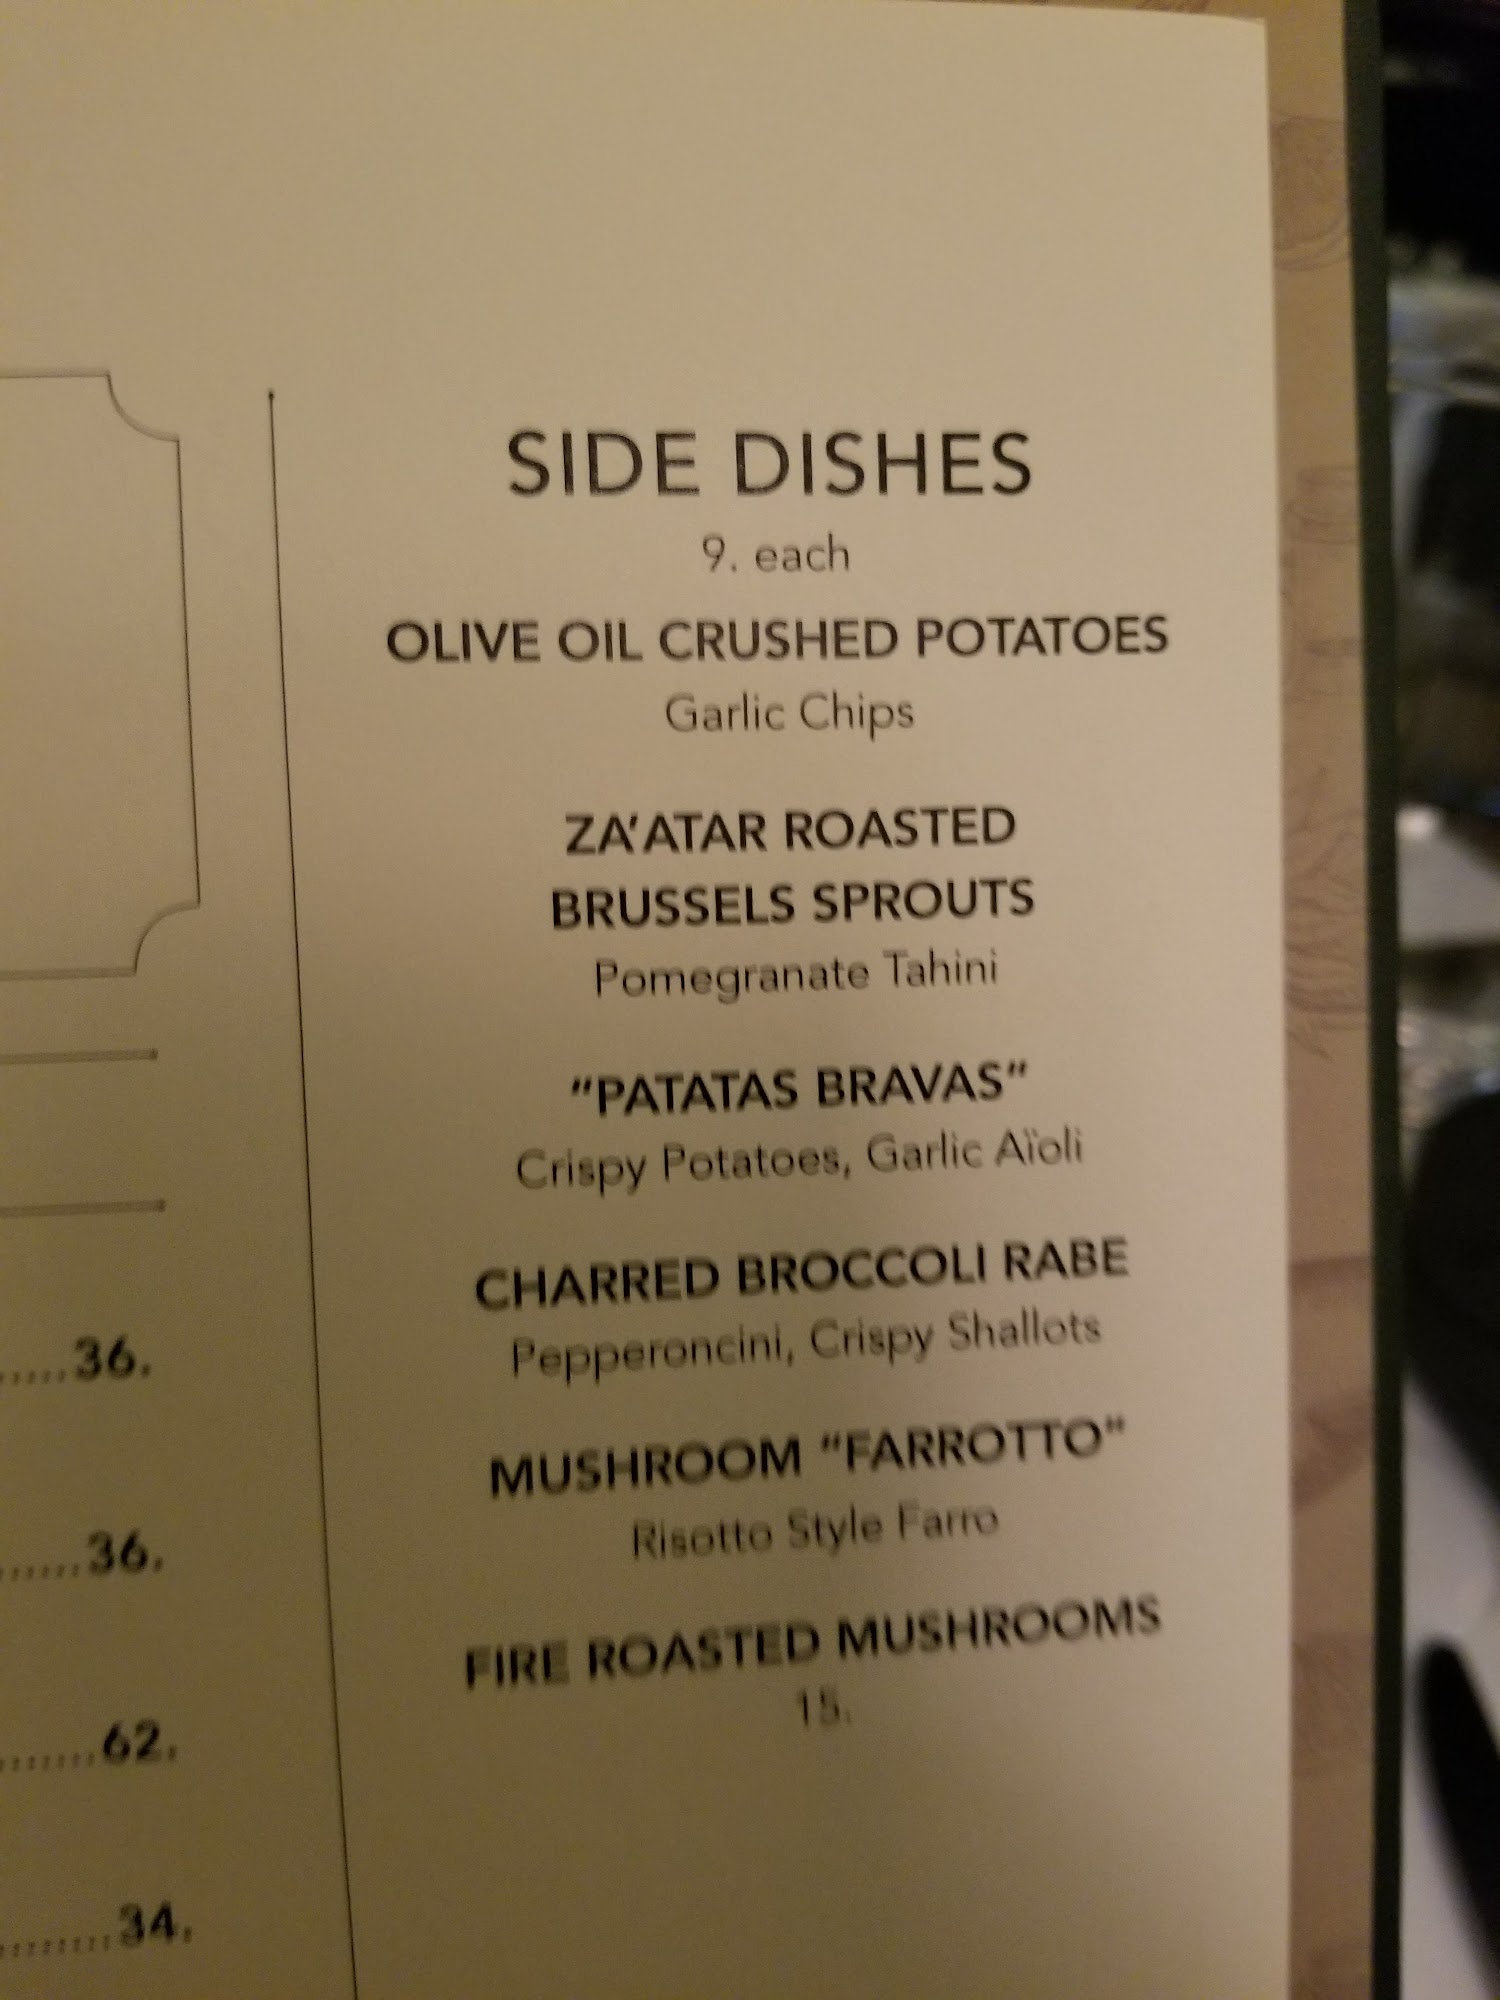 SIDE DISHES
9. each
OLIVE OIL CRUSHED POTATOES
Garlic Chips
ZA'ATAR ROASTED
BRUSSELS SPROUTS
Pomegranate Tahini
“PATATAS BRAVAS”
Crispy Potatoes, Garlic Aïoli
CHARRED BROCCOLI RABE
Pepperoncini, Crispy Shallots
MUSHROOM “FARROTTO”
Risotto Style Farro
FIRE ROASTED MUSHROOMS
15.
......36.
.......36.
........62.
.........34.